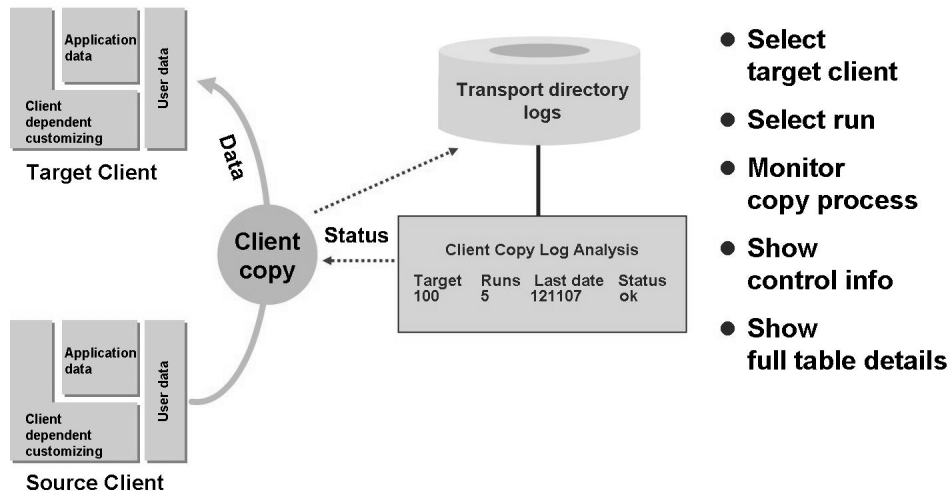 Application
data
User data
Client
dependent
customizing
Target Client
Data
Client
copy
Status
Application
data
User data
Client
dependent
customizing
Source Client
Transport directory
logs
Client Copy Log Analysis
Target Runs Last date Status
100 5 121107 ok
Select
target client
Select run
Monitor
copy process
Show
control info
Show
full table details